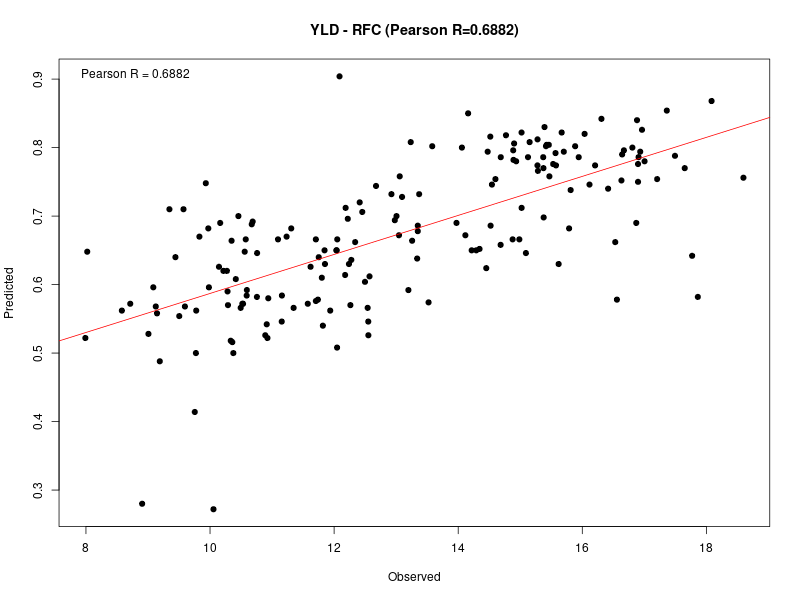 YLD - RFC (Pearson R=0.6882)
Pearson R = 0.6882
0.9
0.8
0.7
0.6
0.5
0.4
0.3
Predicted
8 10 12 14 16 18
Observed